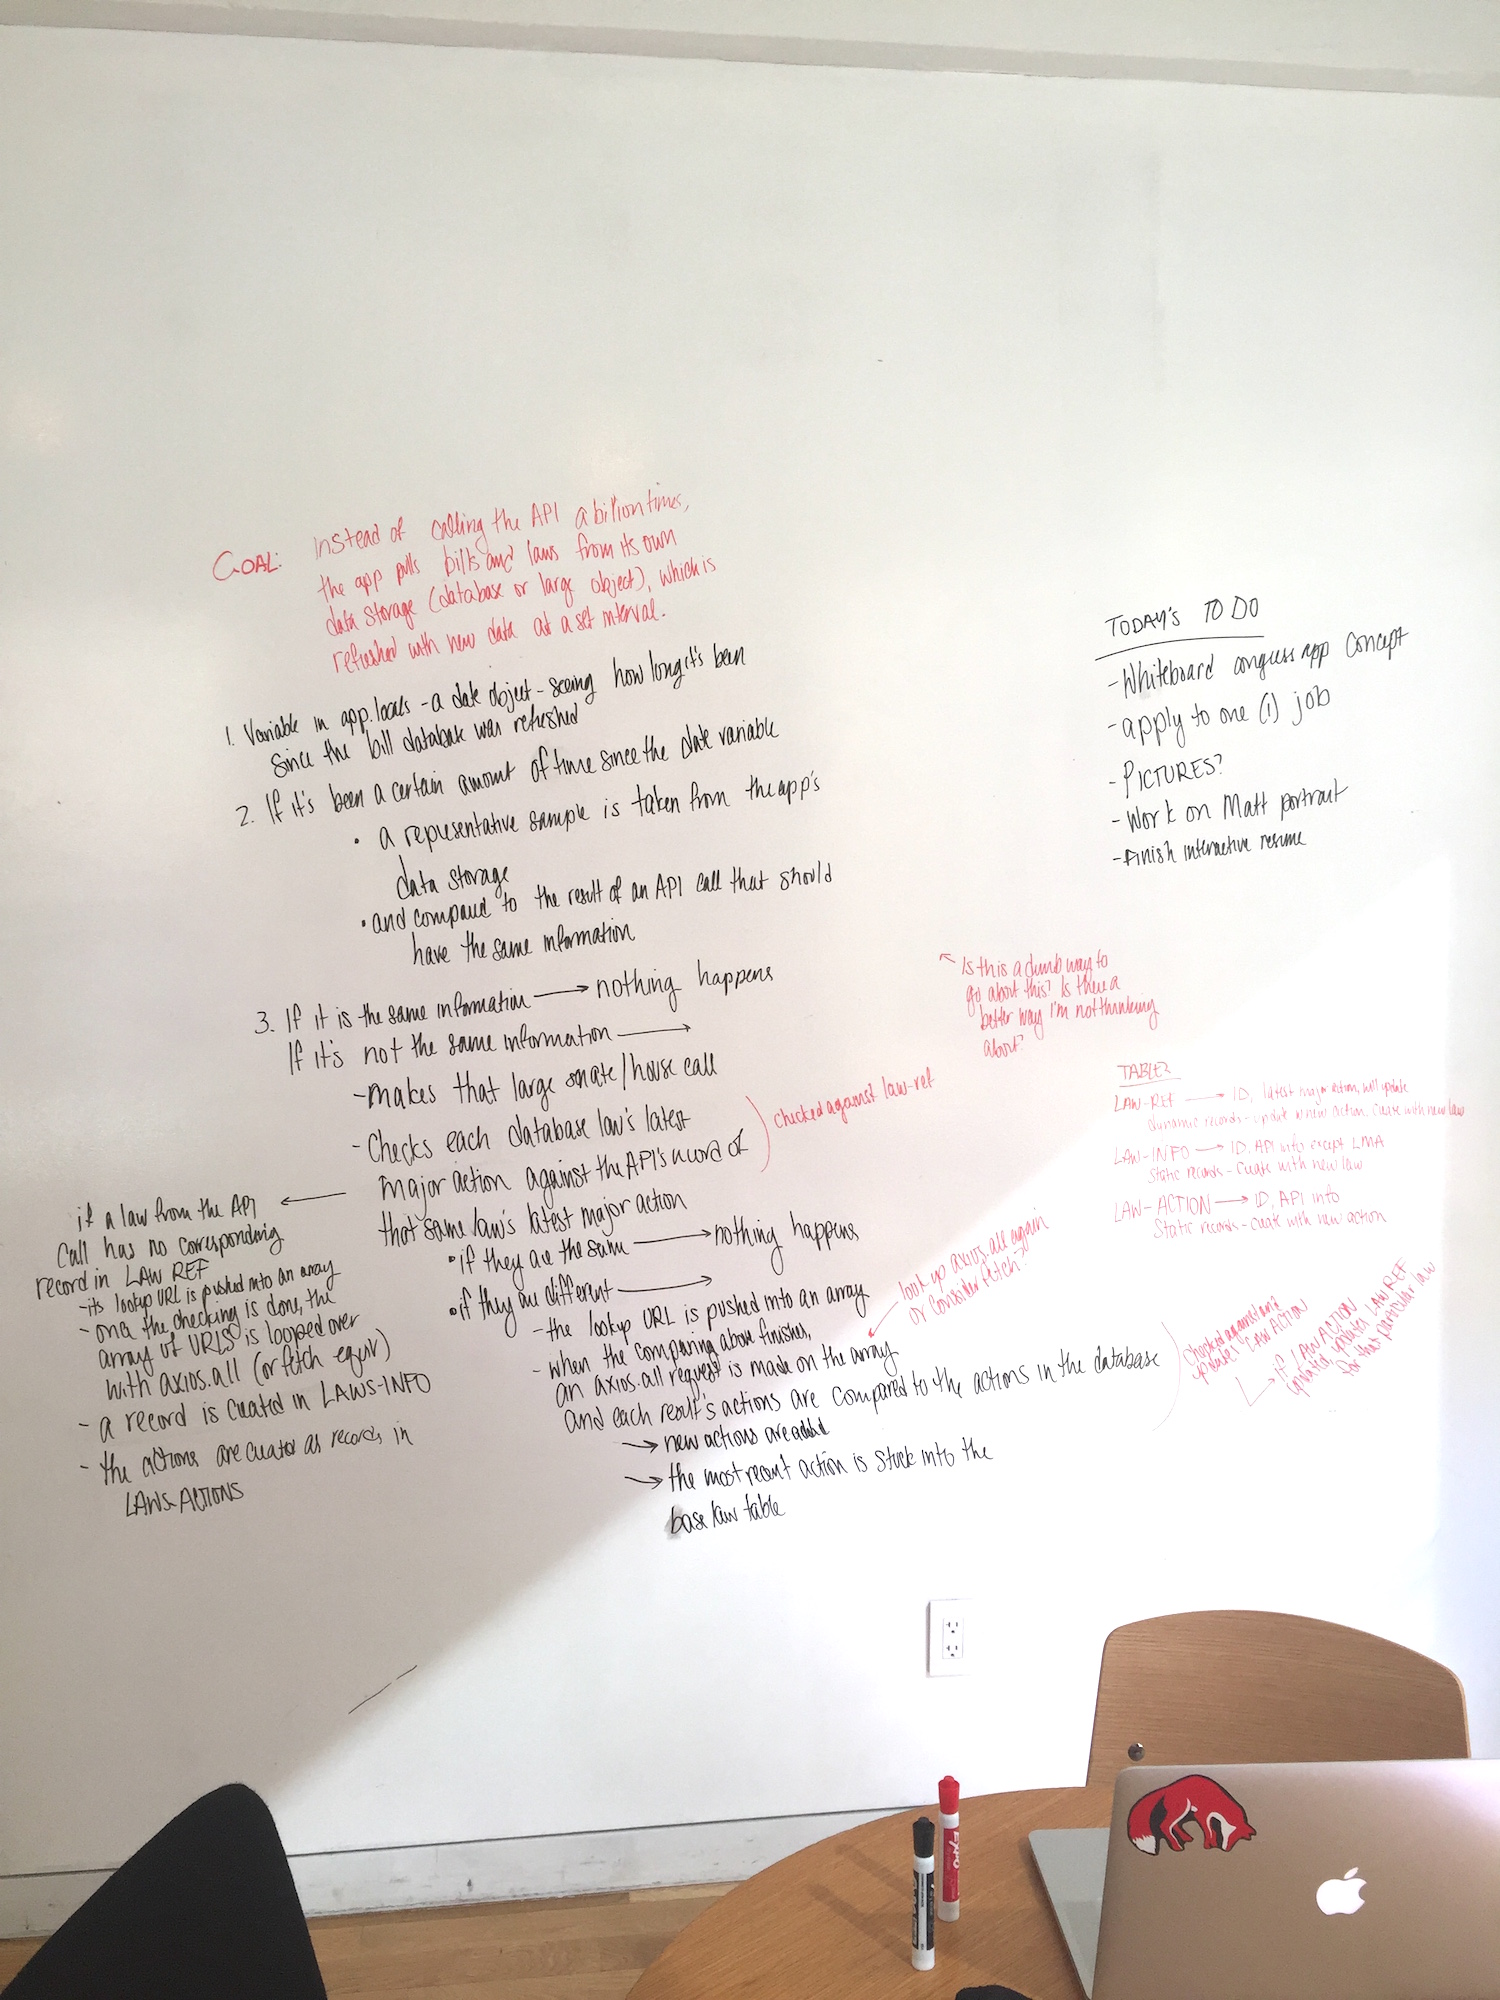 GOAL: instead of calling the API a billion times,
the app pulls bills and laws from its own
data storage (database or large object), which is
refreshed with new data at a set interval.
1. Variable in app.locals - a date object - seeing how long it's been
since the bill database was refreshed
2. If it's been a certain amount of time since the date variable
• a representative sample is taken from the app's
data storage
• and compared to the result of an API call that should
have the same information
3. If it is the same information → nothing happens
If it's not the same information →
- makes that large senate/house call
- checks each database law's latest
major action against the API's record of
that same law's latest major action
• if they are the same → nothing happens
• if they are different →
- the lookup URL is pushed into an array
- when the comparing above finishes,
an axios.all request is made on the array
and each result's actions are compared to the actions in the database
→ new actions are added
→ the most recent action is stuck into the
base law table
checked against law-ref
←
if a law from the API
call has no corresponding
record in LAW REF
- its lookup URL is pushed into an array
- once the checking is done, the
array of URLS is looped over
with axios.all (or fetch equiv)
- a record is created in LAWS-INFO
- the actions are created as records in
LAWS-ACTIONS
look up axios.all again
or consider fetch?
TODAY'S TO DO
- Whiteboard congress app concept
- apply to one (1) job
- PICTURES?
- Work on Matt portrait
- Finish interactive resume
↖ Is this a dumb way to
go about this? Is there a
better way I'm not thinking
about?
TABLES
LAW-REF → ID, latest major action, will update
dynamic records - update w new action. Create with new law
LAW-INFO → ID. API info except LMA
Static records - create with new law
LAW-ACTION → ID, API info
Static records - create with new action
checked against and
updates LAW ACTION
→ if LAW ACTION
updated, updates LAW REF
for that particular law
EXPO